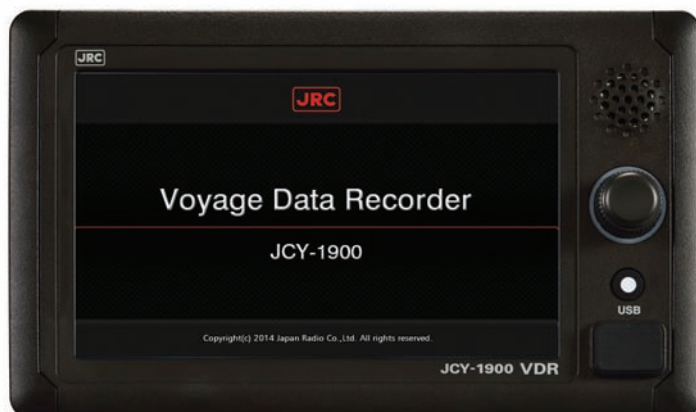 JRC
JRC
Voyage Data Recorder
JCY-1900
USB
Copyright(c) 2014 Japan Radio Co.,Ltd. All rights reserved.
JCY-1900 VDR